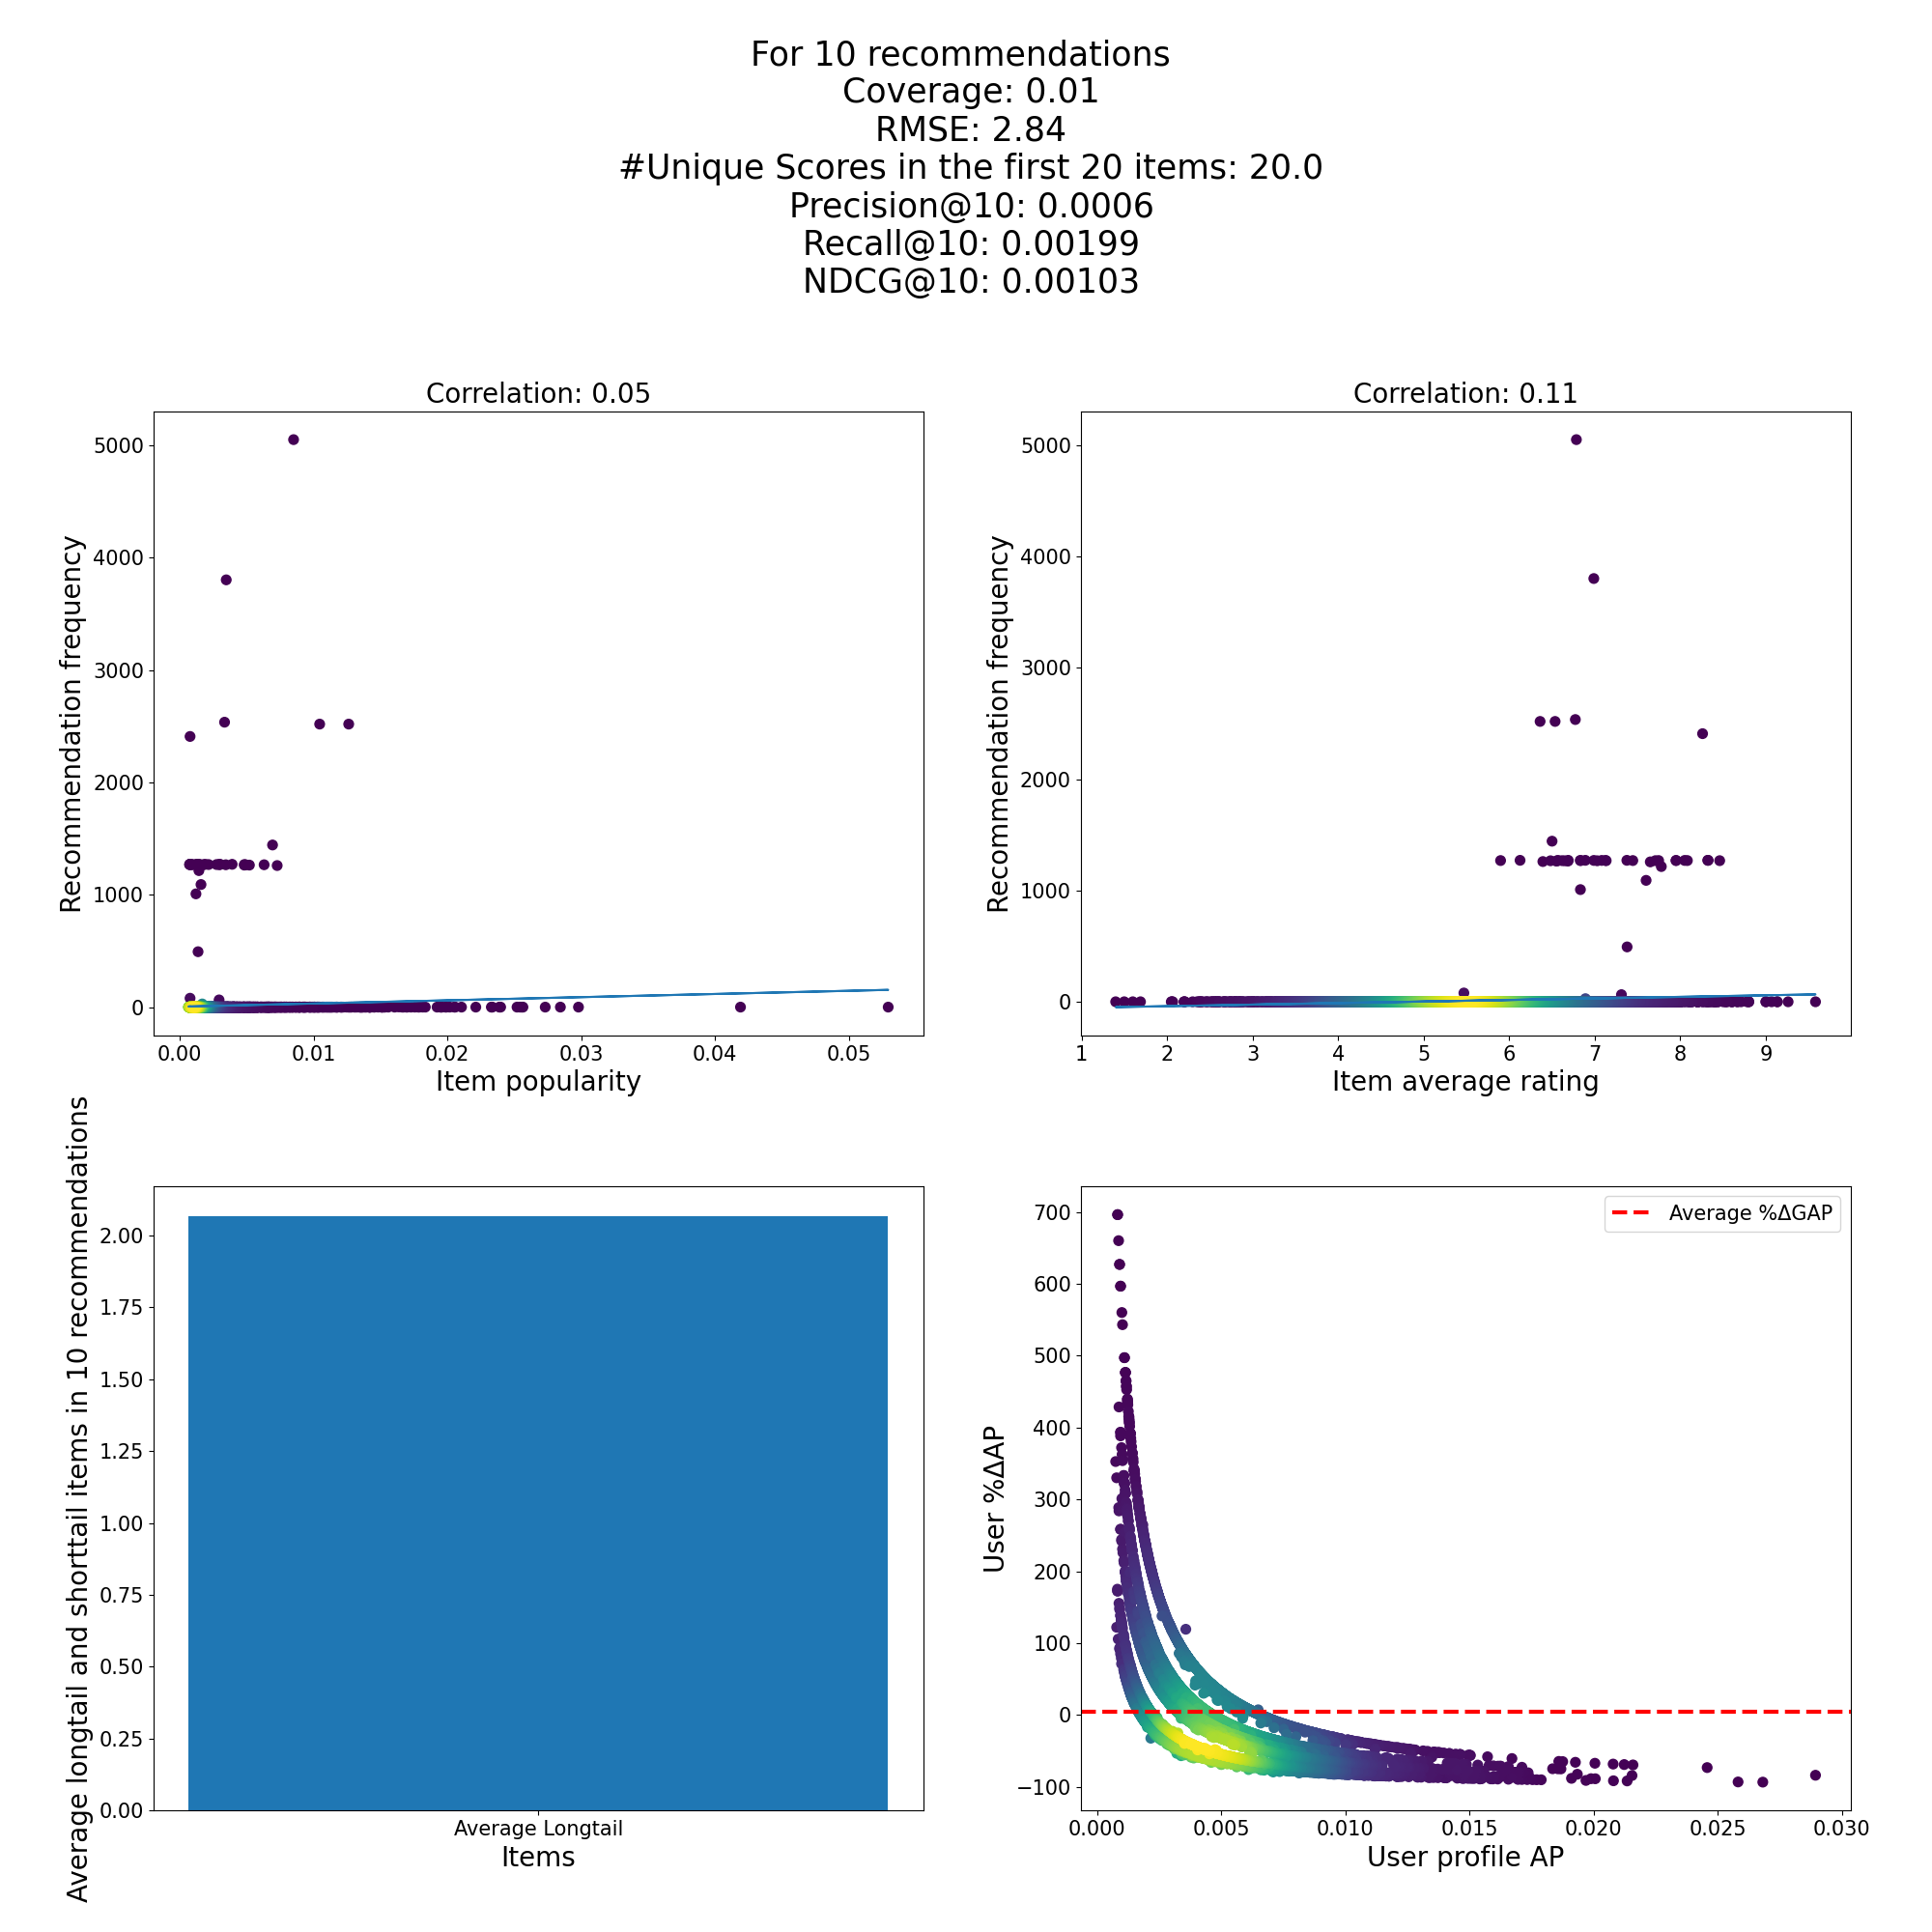 For 10 recommendations
Coverage: 0.01
RMSE: 2.84
#Unique Scores in the first 20 items: 20.0
Precision@10: 0.0006
Recall@10: 0.00199
NDCG@10: 0.00103
Correlation: 0.05
Recommendation frequency
5000
4000
3000
2000
1000
0
0.00 0.01 0.02 0.03 0.04 0.05
Item popularity
Correlation: 0.11
Recommendation frequency
5000
4000
3000
2000
1000
0
1 2 3 4 5 6 7 8 9
Item average rating
Average longtail and shorttail items in 10 recommendations
2.00
1.75
1.50
1.25
1.00
0.75
0.50
0.25
0.00
Average Longtail
Items
Average %ΔGAP
User %ΔAP
700
600
500
400
300
200
100
0
−100
0.000 0.005 0.010 0.015 0.020 0.025 0.030
User profile AP